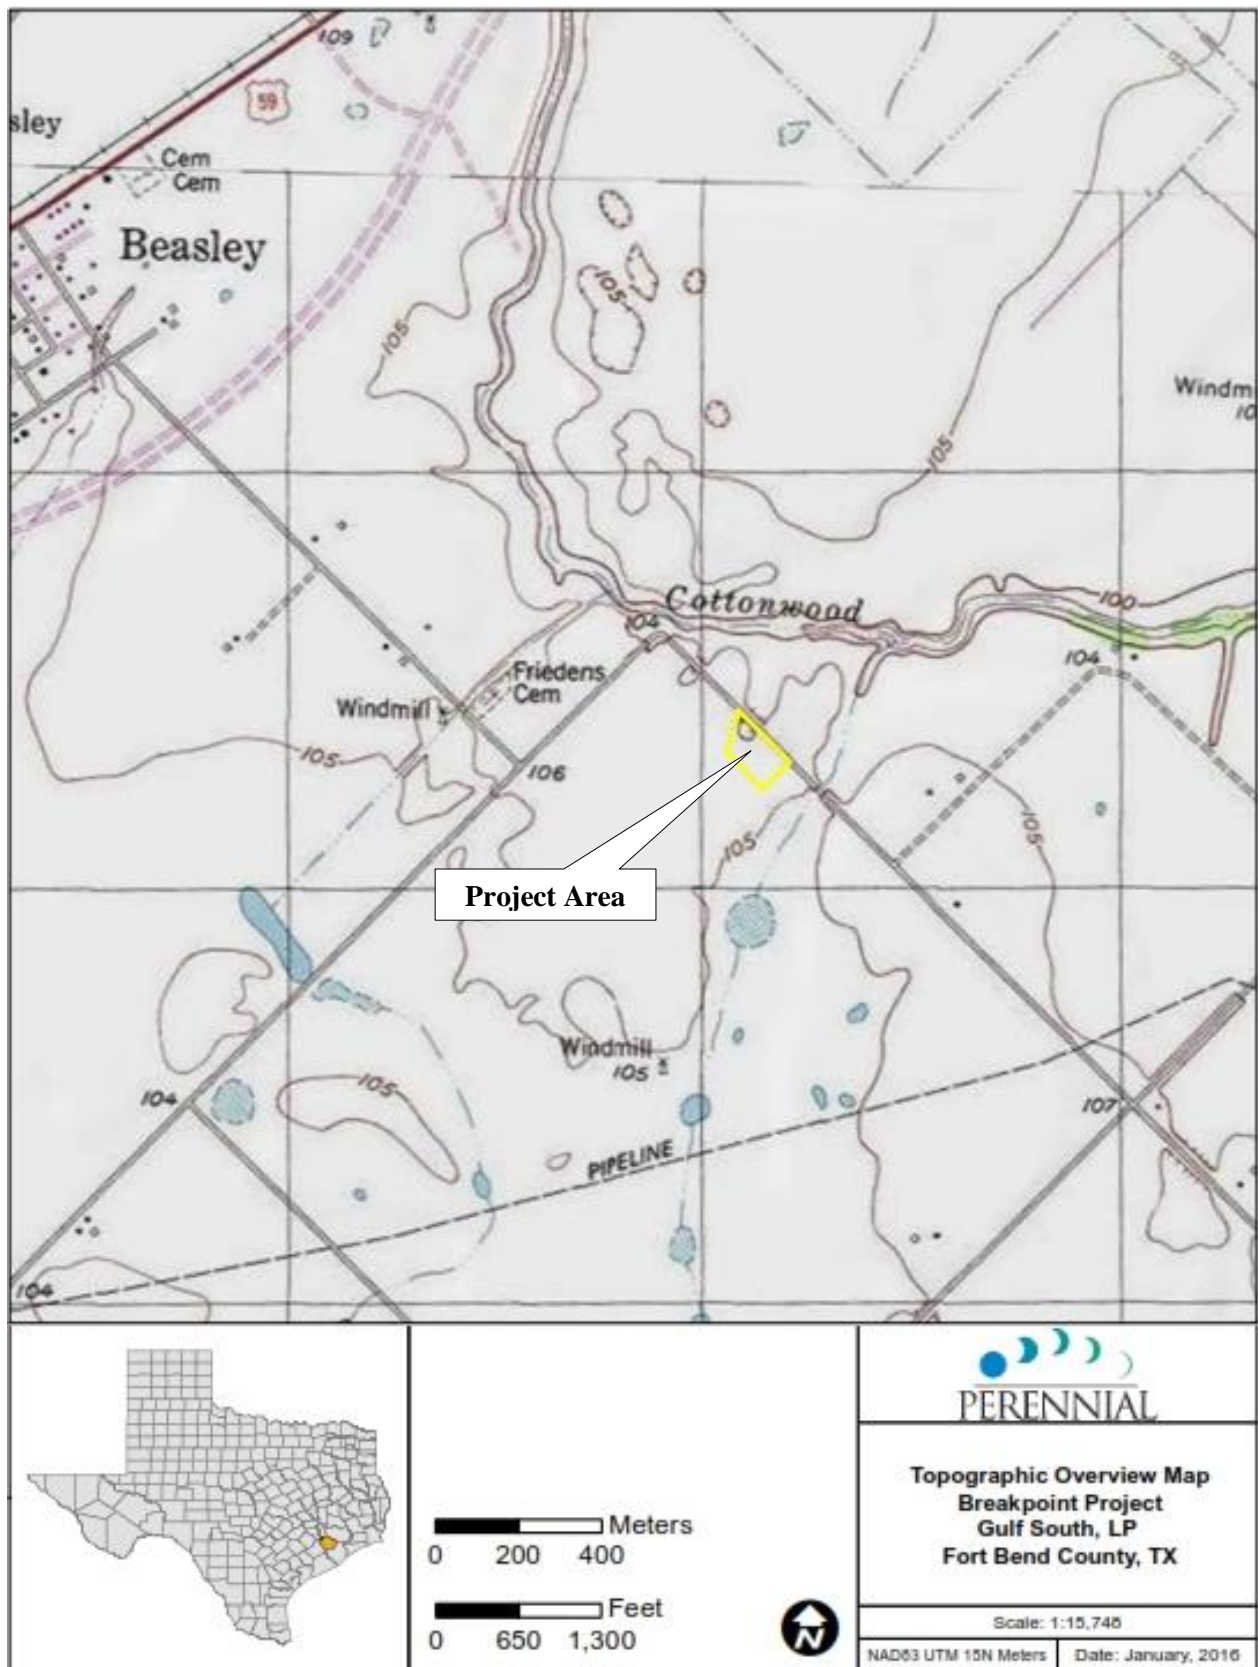 109
59
sley
Cem
Cem
Beasley
105
105
Windm
10
105
Cottonwood
100
104
104
Friedens
Cem
Windmill
105
106
105
105
Project Area
Windmill
105
105
104
107
PIPELINE
104
PERENNIAL
Topographic Overview Map
Breakpoint Project
Gulf South, LP
Fort Bend County, TX
Meters
0 200 400
Feet
0 650 1,300
N
Scale: 1:15,748
NAD83 UTM 15N Meters
Date: January, 2016